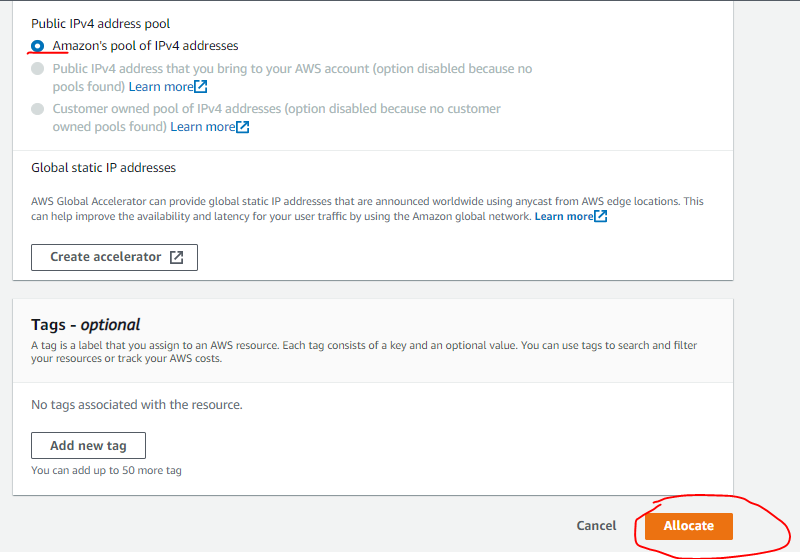 Public IPv4 address pool
Amazon's pool of IPv4 addresses
Public IPv4 address that you bring to your AWS account (option disabled because no
pools found) Learn more
Customer owned pool of IPv4 addresses (option disabled because no customer
owned pools found) Learn more
Global static IP addresses
AWS Global Accelerator can provide global static IP addresses that are announced worldwide using anycast from AWS edge locations. This
can help improve the availability and latency for your user traffic by using the Amazon global network. Learn more
Create accelerator
Tags - optional
A tag is a label that you assign to an AWS resource. Each tag consists of a key and an optional value. You can use tags to search and filter
your resources or track your AWS costs.
No tags associated with the resource.
Add new tag
You can add up to 50 more tag
Cancel Allocate